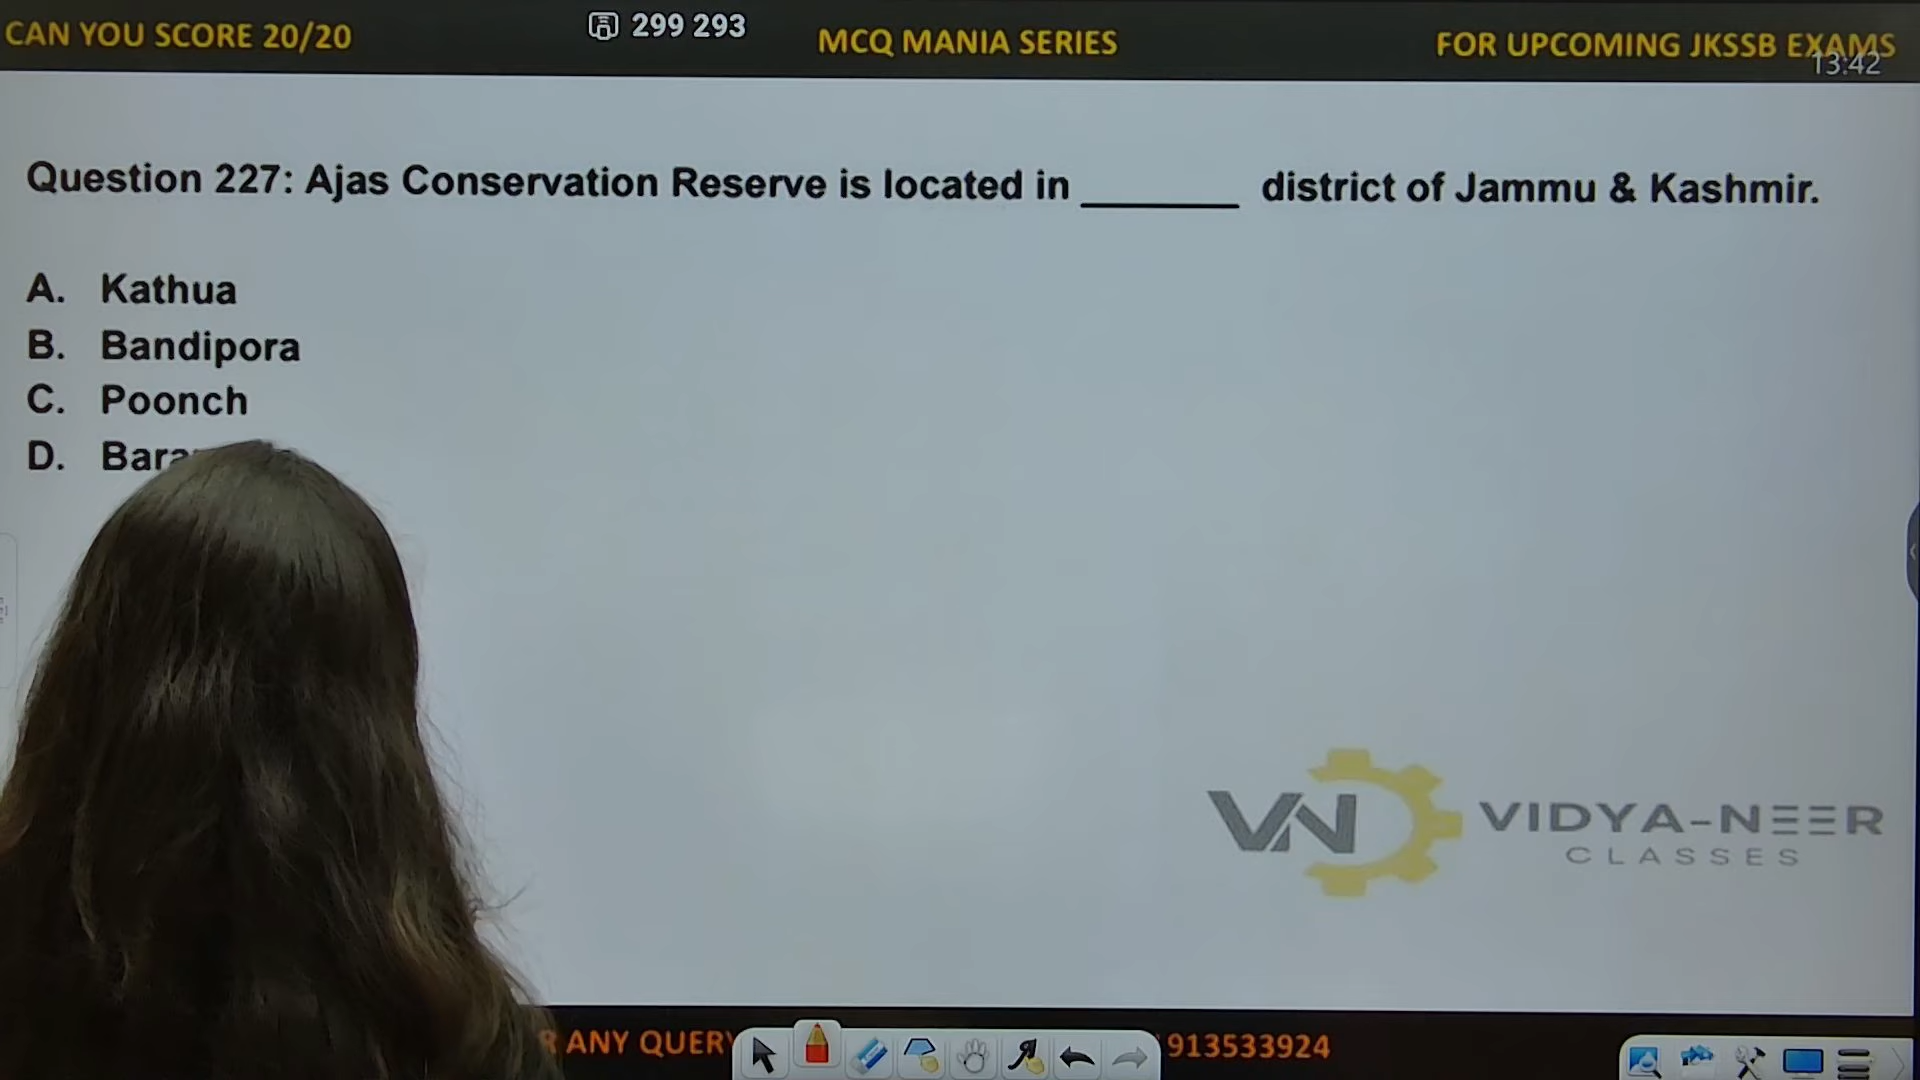 CAN YOU SCORE 20/20
299 293
MCQ MANIA SERIES
FOR UPCOMING JKSSB EXAMS
13:42
Question 227: Ajas Conservation Reserve is located in ________ district of Jammu & Kashmir.
A. Kathua
B. Bandipora
C. Poonch
D.
VN
VIDYA-NEER
CLASSES
ANY QUERY
913533924